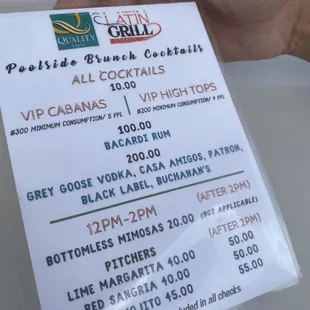 QUALITY
INN
LATIN
GRILL
Poolside Brunch Cocktails
ALL COCKTAILS
10.00
VIP CABANAS
$300 MINIMUM CONSUMPTION/ 5 PPL
VIP HIGH TOPS
$200 MINIMUM CONSUMPTION/ 4 PPL
100.00
BACARDI RUM
200.00
GREY GOOSE VODKA, CASA AMIGOS, PATRON,
BLACK LABEL, BUCHANAN'S
12PM-2PM (AFTER 2PM)
BOTTOMLESS MIMOSAS 20.00 (NOT APPLICABLE)
PITCHERS (AFTER 2PM)
LIME MARGARITA 40.00 50.00
RED SANGRIA 40.00 50.00
MOJITO 45.00 55.00
included in all checks